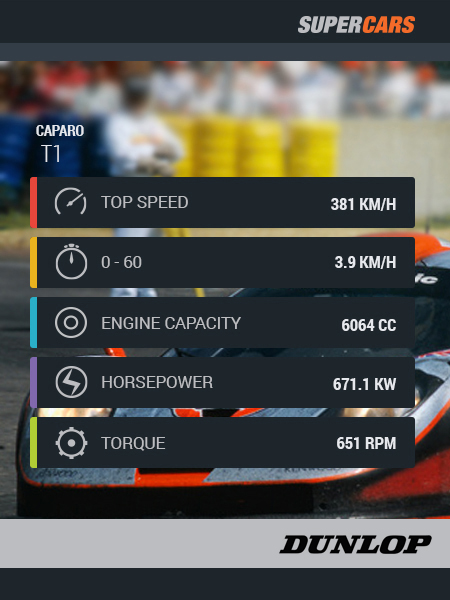 SUPERCARS
CAPARO
T1
TOP SPEED 381 KM/H
0 - 60 3.9 KM/H
ENGINE CAPACITY 6064 CC
HORSEPOWER 671.1 KW
TORQUE 651 RPM
DUNLOP